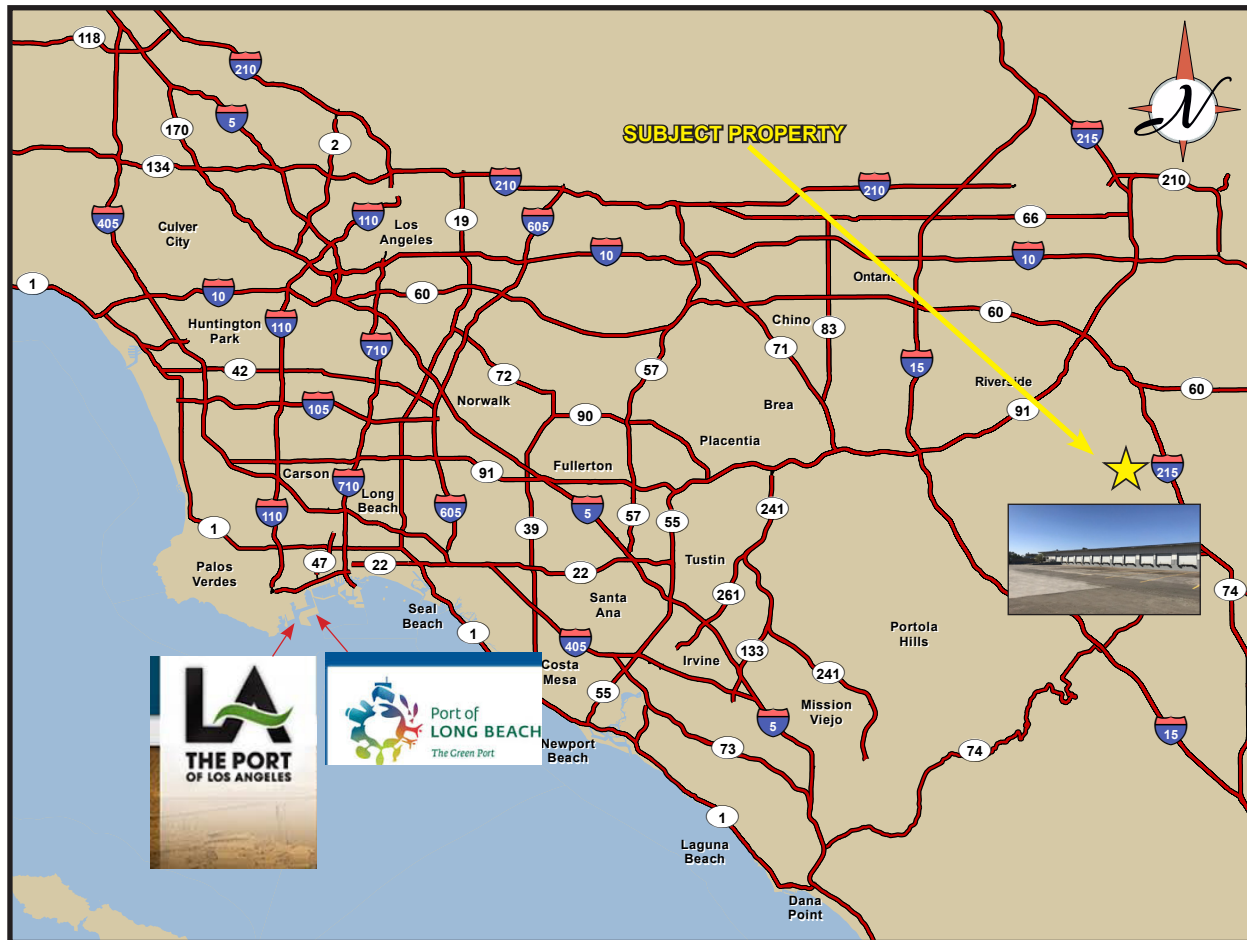 118
210
5
170
2
134
210
215
210
210
405
Culver
City
110
Los
Angeles
19
605
66
10
10
SUBJECT PROPERTY
Ontario
1
10
60
Huntington
Park
110
710
Chino
83
60
71
42
72
57
15
Riverside
60
105
Norwalk
90
Brea
91
Placentia
Carson
91
Fullerton
215
710
Long
Beach
110
605
5
57
55
241
1
39
47
22
22
Tustin
Palos
Verdes
261
74
Seal
Beach
Santa
Ana
1
405
Portola
Hills
Costa
Mesa
Irvine
133
241
55
Mission
Viejo
5
LA
THE PORT
OF LOS ANGELES
Port of
LONG BEACH
The Green Port
Newport
Beach
73
74
15
1
Laguna
Beach
Dana
Point
N